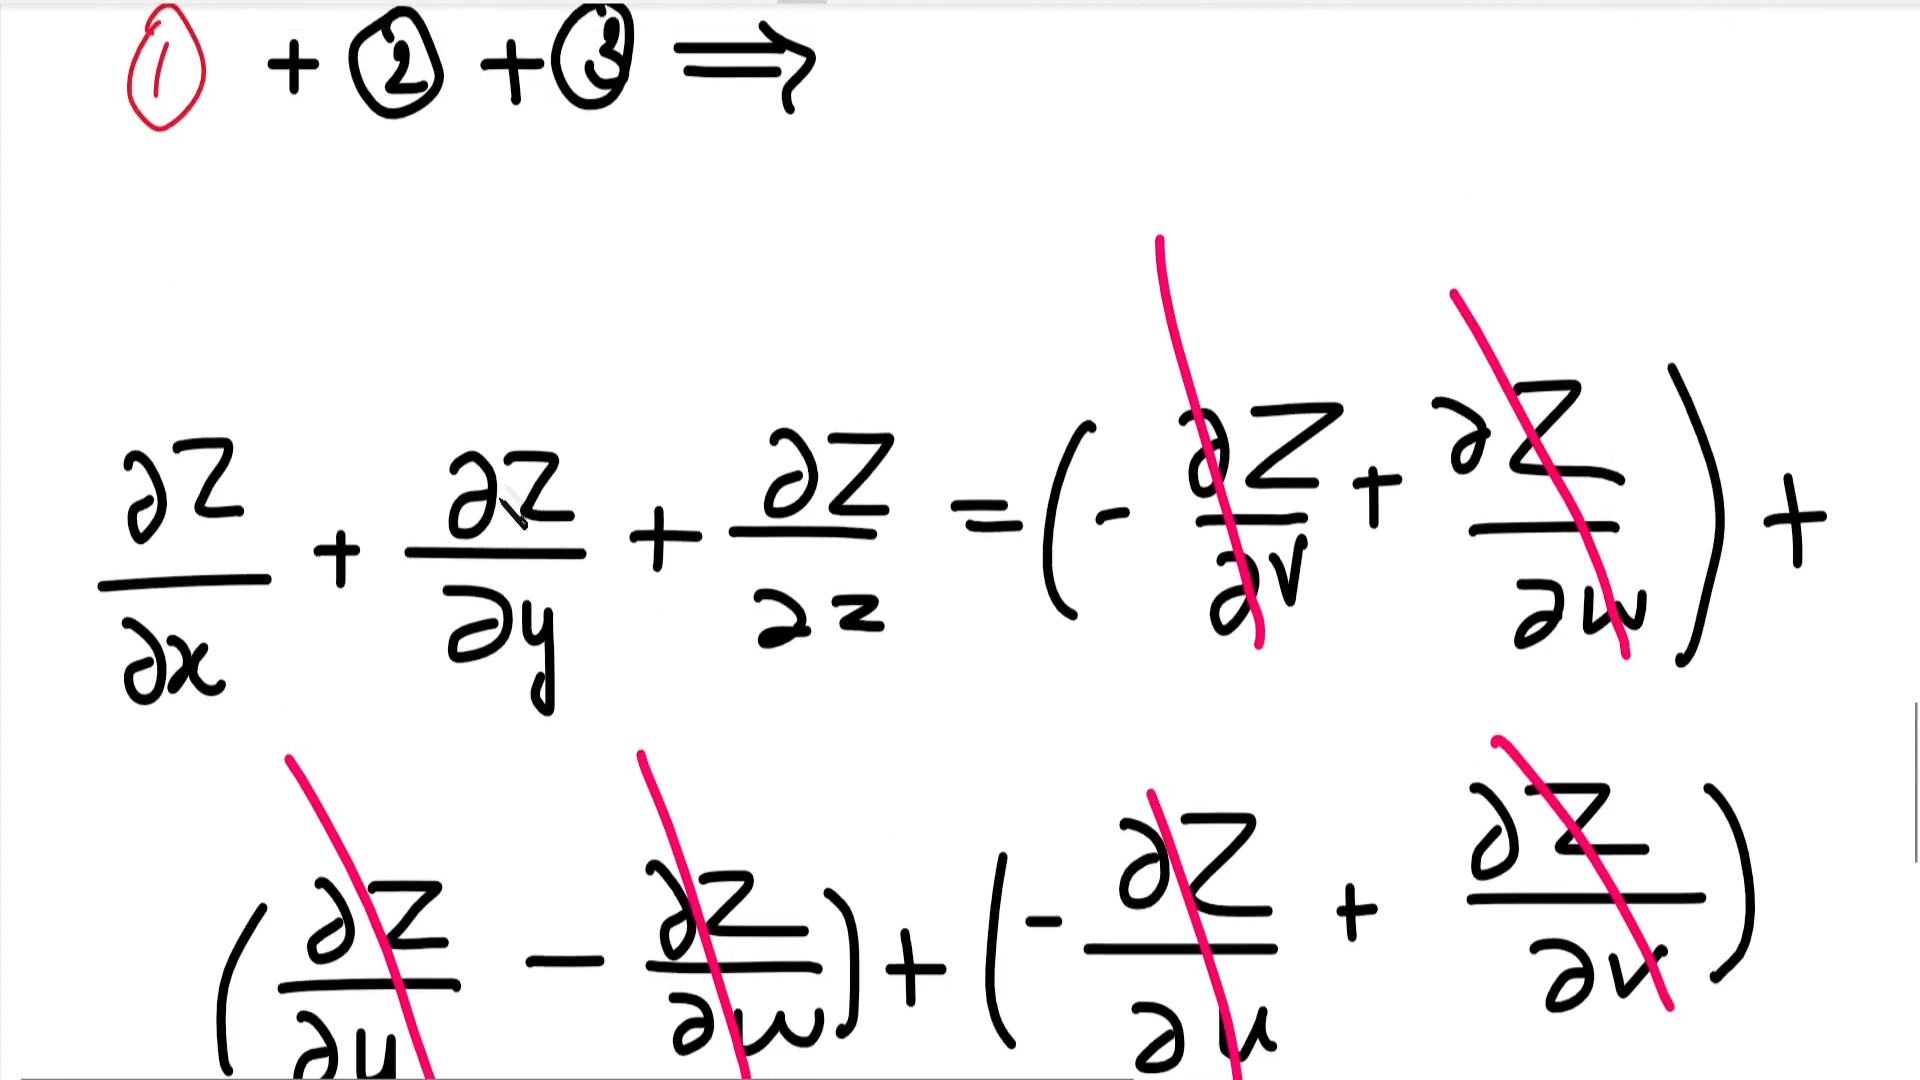 ① + ② + ③ ⟹
∂Z/∂x + ∂Z/∂y + ∂Z/∂z = (- ∂Z/∂v + ∂Z/∂w) +
(∂Z/∂u - ∂Z/∂w) + (- ∂Z/∂u + ∂Z/∂v)